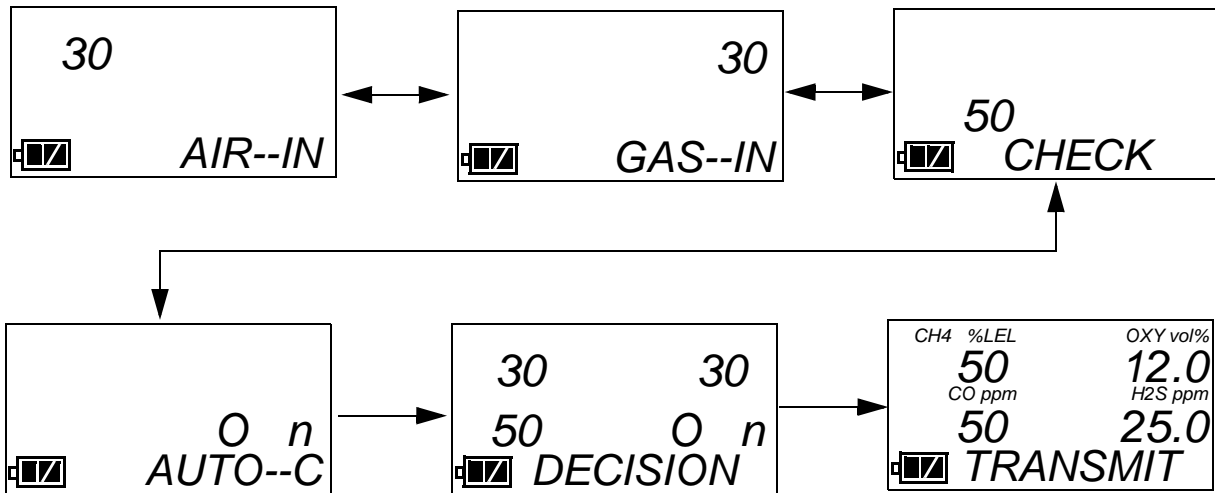 30
AIR--IN
30
GAS--IN
50
CHECK
O n
AUTO--C
30 30
50 O n
DECISION
CH4 %LEL OXY vol%
50 12.0
CO ppm H2S ppm
50 25.0
TRANSMIT